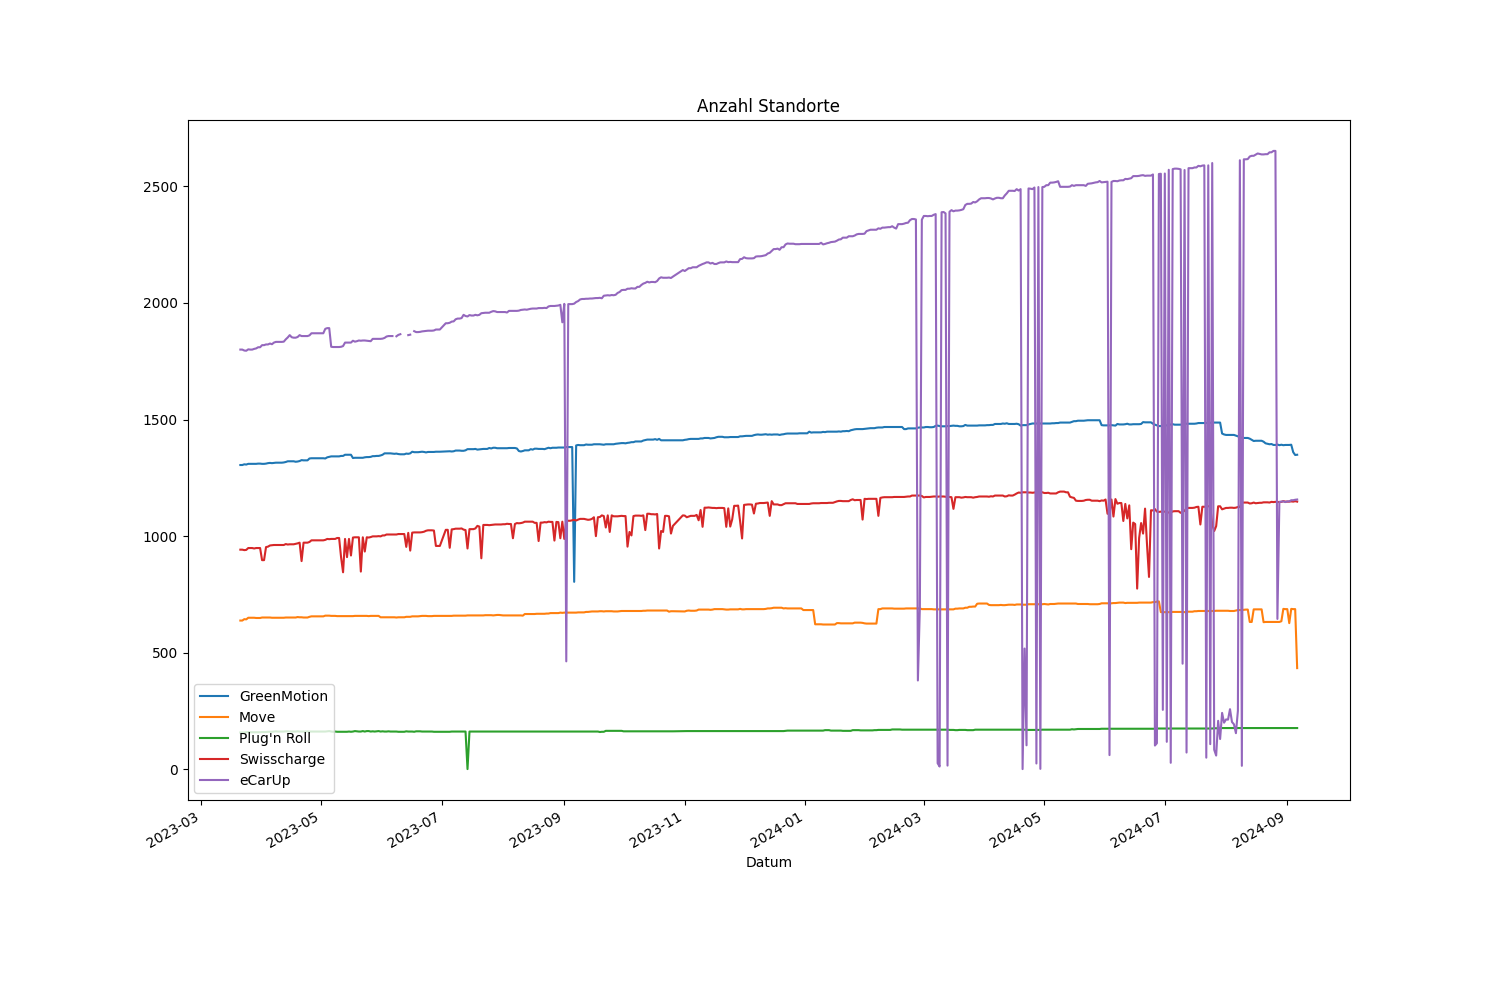 Anzahl Standorte
2500
2000
1500
1000
500
0
GreenMotion
Move
Plug'n Roll
Swisscharge
eCarUp
2023-03
2023-05
2023-07
2023-09
2023-11
2024-01
2024-03
2024-05
2024-07
2024-09
Datum